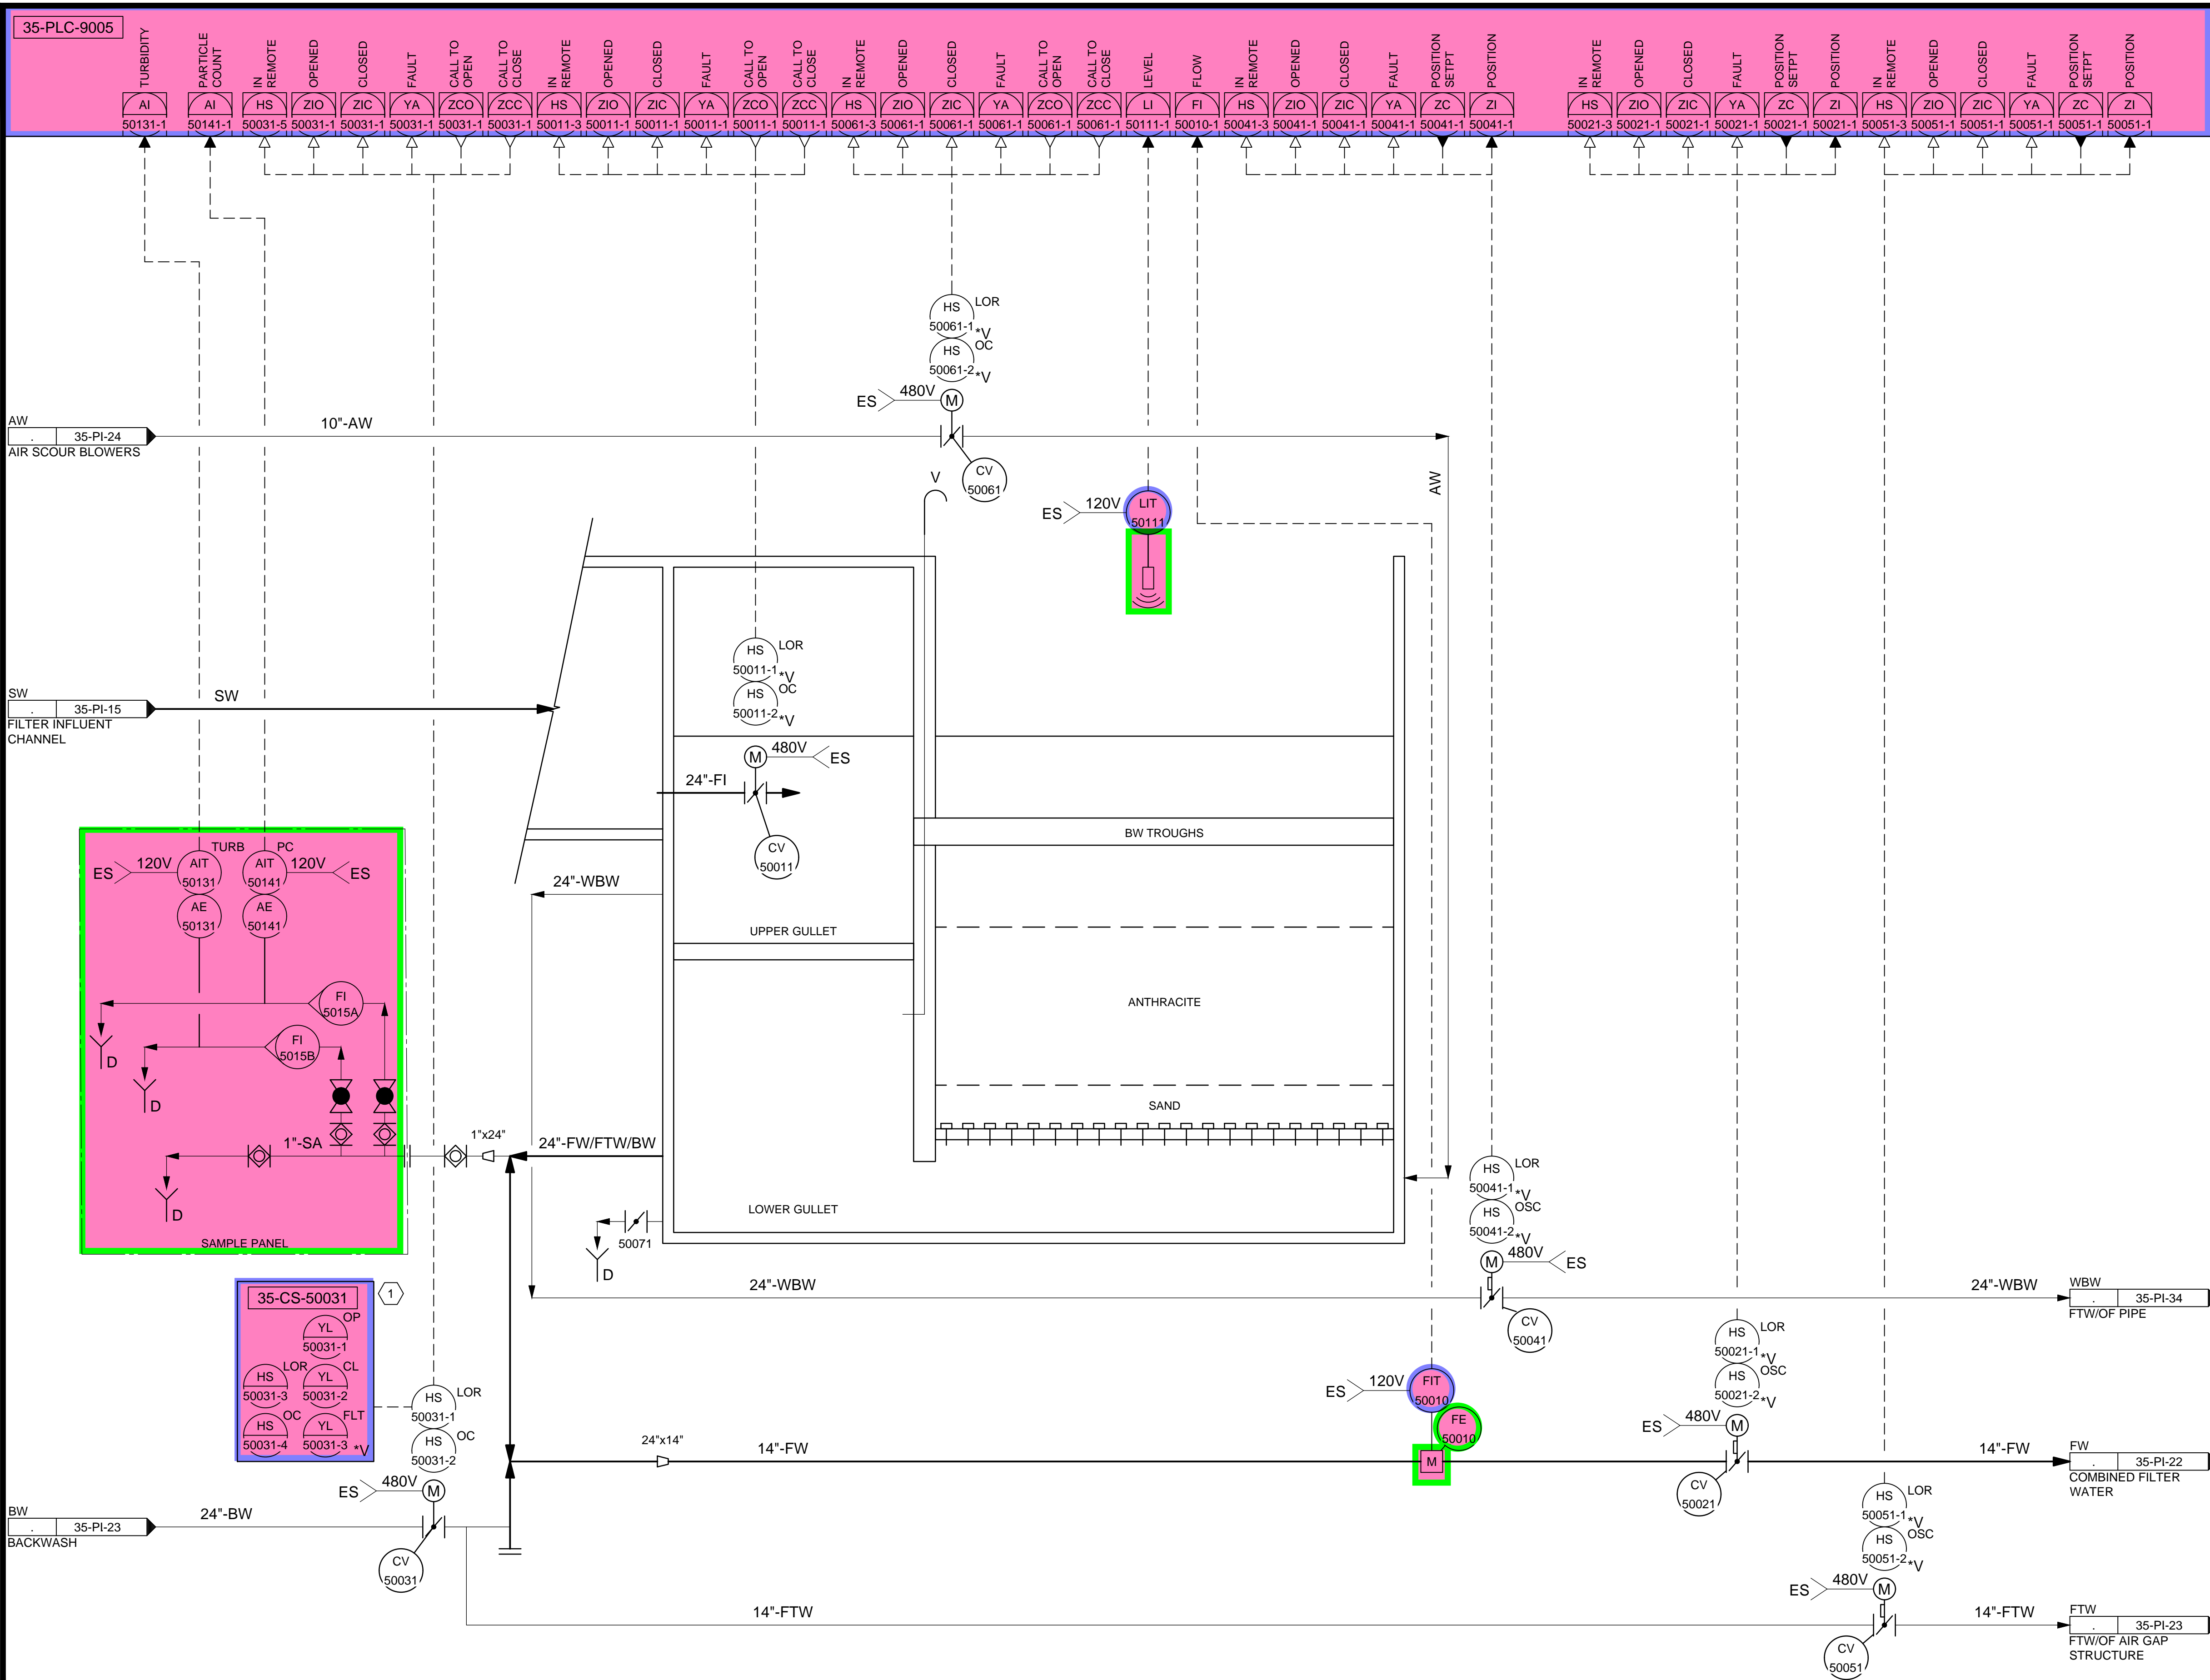 35-PLC-9005
TURBIDITY
PARTICLE
COUNT
IN
REMOTE
OPENED
CLOSED
FAULT
CALL TO
OPEN
CALL TO
CLOSE
IN
REMOTE
OPENED
CLOSED
FAULT
CALL TO
OPEN
CALL TO
CLOSE
IN
REMOTE
OPENED
CLOSED
FAULT
CALL TO
OPEN
CALL TO
CLOSE
LEVEL
FLOW
IN
REMOTE
OPENED
CLOSED
FAULT
POSITION
SETPT
POSITION
IN
REMOTE
OPENED
CLOSED
FAULT
POSITION
SETPT
POSITION
IN
REMOTE
OPENED
CLOSED
FAULT
POSITION
SETPT
POSITION
AI AI HS ZIO ZIC YA ZCO ZCC HS ZIO ZIC YA ZCO ZCC HS ZIO ZIC YA ZCO ZCC LI FI HS ZIO ZIC YA ZC ZI HS ZIO ZIC YA ZC ZI HS ZIO ZIC YA ZC ZI
50131-1 50141-1 50031-5 50031-1 50031-1 50031-1 50031-1 50031-1 50011-3 50011-1 50011-1 50011-1 50011-1 50011-1 50061-3 50061-1 50061-1 50061-1 50061-1 50061-1 50111-1 50010-1 50041-3 50041-1 50041-1 50041-1 50041-1 50041-1 50021-3 50021-1 50021-1 50021-1 50021-1 50021-1 50051-3 50051-1 50051-1 50051-1 50051-1 50051-1
HS LOR
50061-1 *V
HS OC
50061-2 *V
ES 480V M
AW
. 35-PI-24
AIR SCOUR BLOWERS
10"-AW
CV
50061
AW
V
ES 120V LIT
50111
HS LOR
50011-1 *V
HS OC
50011-2 *V
SW
. 35-PI-15
FILTER INFLUENT
CHANNEL
SW
M 480V ES
24"-FI
CV
50011
BW TROUGHS
24"-WBW
UPPER GULLET
ANTHRACITE
SAND
TURB PC
ES 120V AIT AIT 120V ES
50131 50141
AE AE
50131 50141
FI
5015A
FI
5015B
D
D
1"-SA
D
SAMPLE PANEL
1"x24"
24"-FW/FTW/BW
LOWER GULLET
50071
D
HS LOR
50041-1 *V
HS OSC
50041-2 *V
M 480V ES
24"-WBW
CV
50041
24"-WBW
WBW
. 35-PI-34
FTW/OF PIPE
35-CS-50031
1
YL OP
50031-1
HS LOR YL CL
50031-3 50031-2
HS OC YL FLT
50031-4 50031-3 *V
HS LOR
50031-1
HS OC
50031-2
ES 480V M
BW
. 35-PI-23
BACKWASH
24"-BW
CV
50031
24"x14"
14"-FW
ES 120V FIT
50010
FE
50010
M
HS LOR
50021-1 *V
HS OSC
50021-2 *V
ES 480V M
CV
50021
14"-FW
FW
. 35-PI-22
COMBINED FILTER
WATER
HS LOR
50051-1 *V
HS OSC
50051-2 *V
ES 480V M
14"-FTW
CV
50051
14"-FTW
FTW
. 35-PI-23
FTW/OF AIR GAP
STRUCTURE